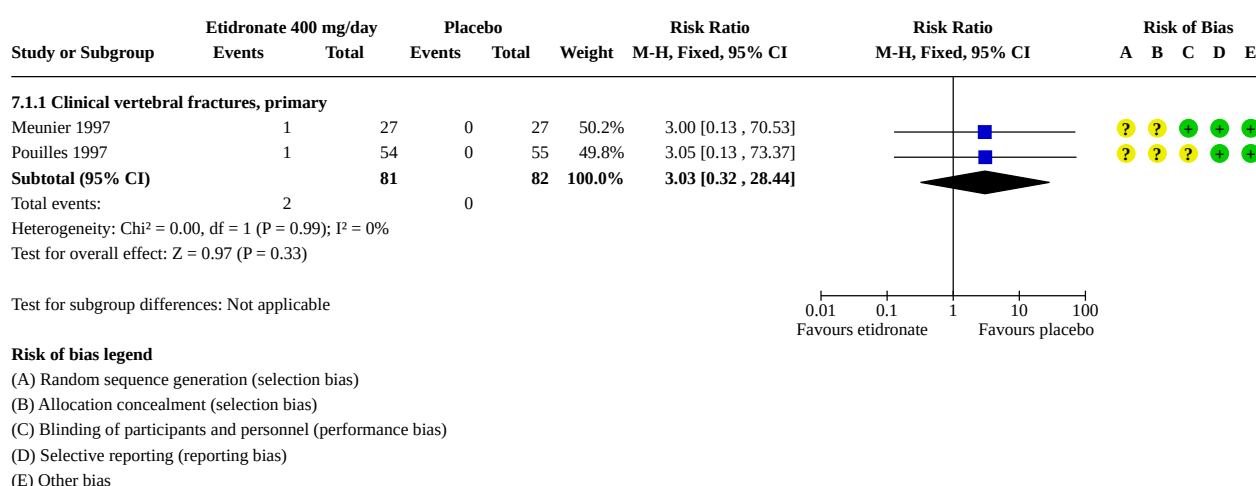 Etidronate 400 mg/day Placebo Risk Ratio Risk Ratio Risk of Bias
Study or Subgroup Events Total Events Total Weight M-H, Fixed, 95% CI M-H, Fixed, 95% CI A B C D E
7.1.1 Clinical vertebral fractures, primary
Meunier 1997 1 27 0 27 50.2% 3.00 [0.13 , 70.53] ? ? + + +
Pouilles 1997 1 54 0 55 49.8% 3.05 [0.13 , 73.37] ? ? ? + +
Subtotal (95% CI) 81 82 100.0% 3.03 [0.32 , 28.44]
Total events: 2 0
Heterogeneity: Chi² = 0.00, df = 1 (P = 0.99); I² = 0%
Test for overall effect: Z = 0.97 (P = 0.33)
Test for subgroup differences: Not applicable
0.01 0.1 1 10 100
Favours etidronate Favours placebo
Risk of bias legend
(A) Random sequence generation (selection bias)
(B) Allocation concealment (selection bias)
(C) Blinding of participants and personnel (performance bias)
(D) Selective reporting (reporting bias)
(E) Other bias